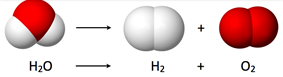 ⟶ +
H₂O ⟶ H₂ + O₂